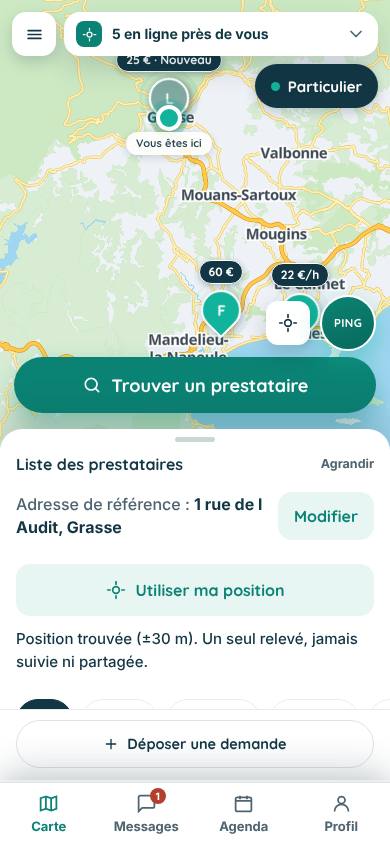 5 en ligne près de vous
25 € · Nouveau
Particulier
L
Vous êtes ici
Valbonne
Mouans-Sartoux
Mougins
60 €
22 €/h
F
PING
Mandelieu-
la-Napoule
Trouver un prestataire
Liste des prestataires
Agrandir
Adresse de référence : 1 rue de l
Audit, Grasse
Modifier
Utiliser ma position
Position trouvée (±30 m). Un seul relevé, jamais
suivie ni partagée.
Déposer une demande
1
Carte
Messages
Agenda
Profil